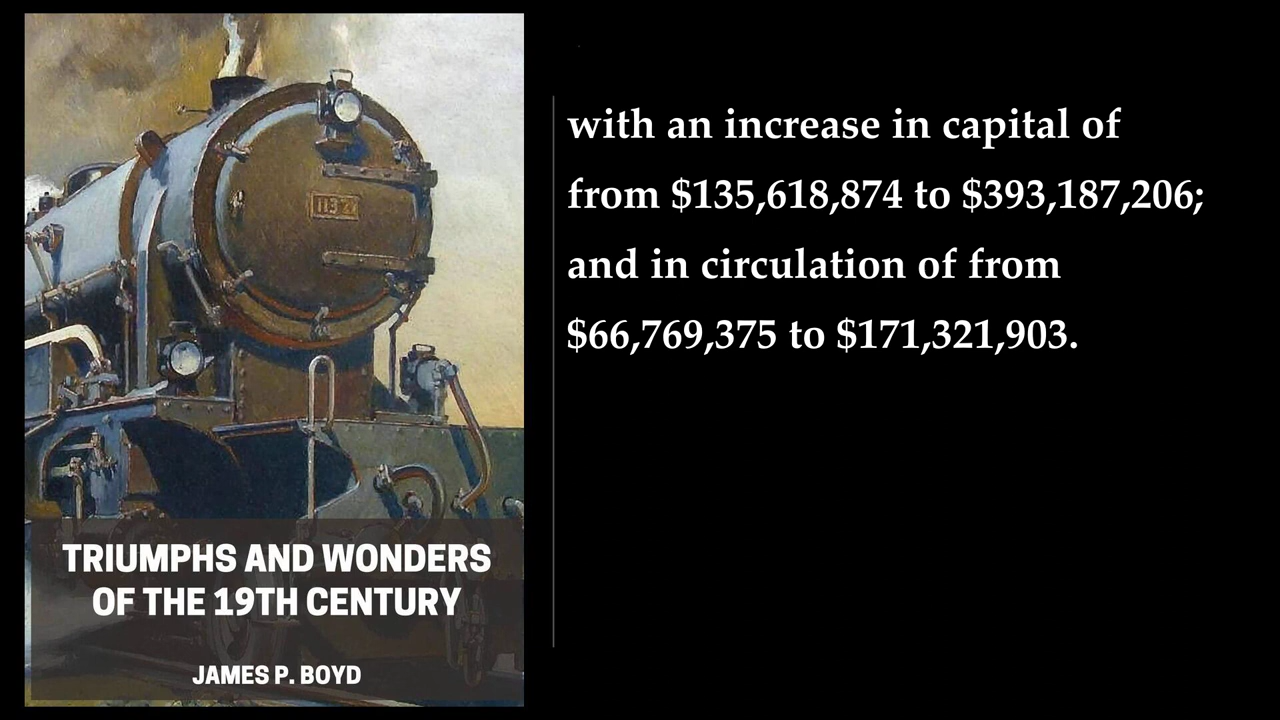 with an increase in capital of
from $135,618,874 to $393,187,206;
and in circulation of from
$66,769,375 to $171,321,903.
TRIUMPHS AND WONDERS
OF THE 19TH CENTURY
JAMES P. BOYD